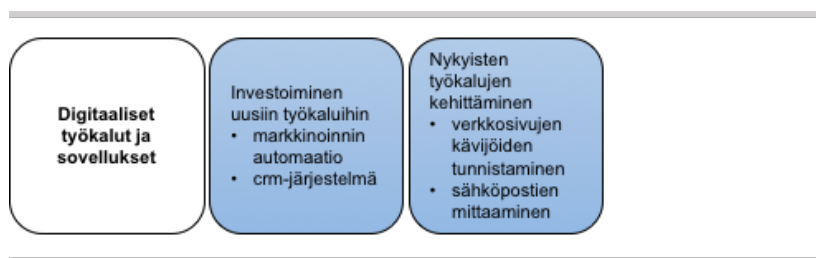 Digitaaliset
työkalut ja
sovellukset
Investoiminen
uusiin työkaluihin
• markkinoinnin
automaatio
• crm-järjestelmä
Nykyisten
työkalujen
kehittäminen
• verkkosivujen
kävijöiden
tunnistaminen
• sähköpostien
mittaaminen